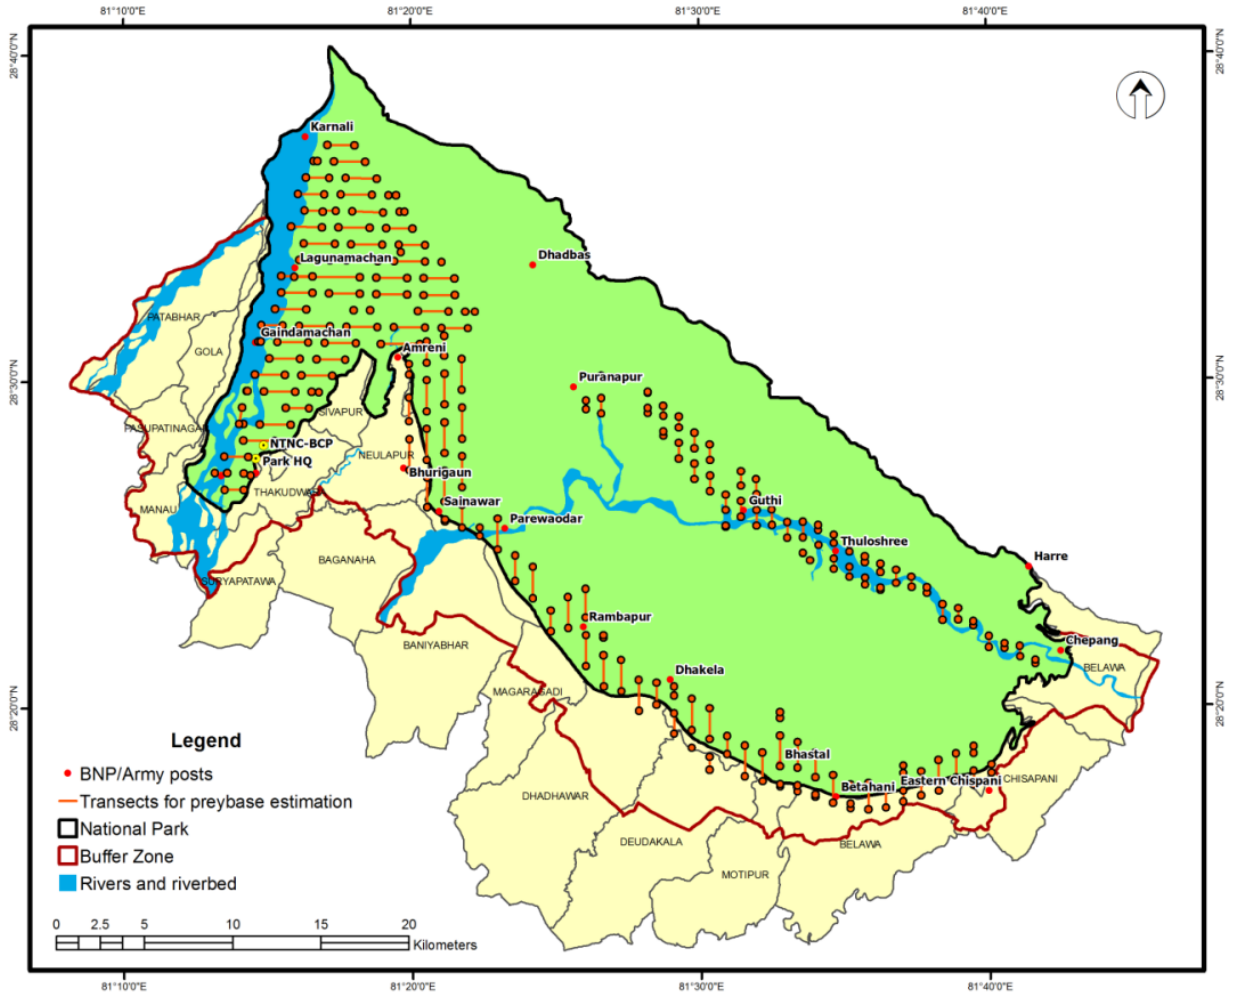 81°10'0"E 81°20'0"E 81°30'0"E 81°40'0"E
28°40'0"N 28°40'0"N
Karnali
Dhadbas
Lagunamachan
PATABHAR
Gaindamachan
GOLA
Amreni
28°30'0"N 28°30'0"N
Puranapur
SIVAPUR
PASUPATINAGAR
NTNC-BCP
NEULAPUR
Park HQ
Bhurigaun
THAKUDWAR
Sainawar
Guthi
MANAU
Parewaodar
Thuloshree
BAGANAHA
Harre
SURYAPATAWA
Rambapur
Chepang
BANIYABHAR
BELAWA
Dhakela
MAGARAGADI
28°20'0"N 28°20'0"N
Legend
Bhastal
BNP/Army posts
Eastern Chispani
CHISAPANI
Betahani
DHADHAWAR
Transects for preybase estimation
National Park
DEUDAKALA
BELAWA
Buffer Zone
MOTIPUR
Rivers and riverbed
0 2.5 5 10 15 20
Kilometers
81°10'0"E 81°20'0"E 81°30'0"E 81°40'0"E